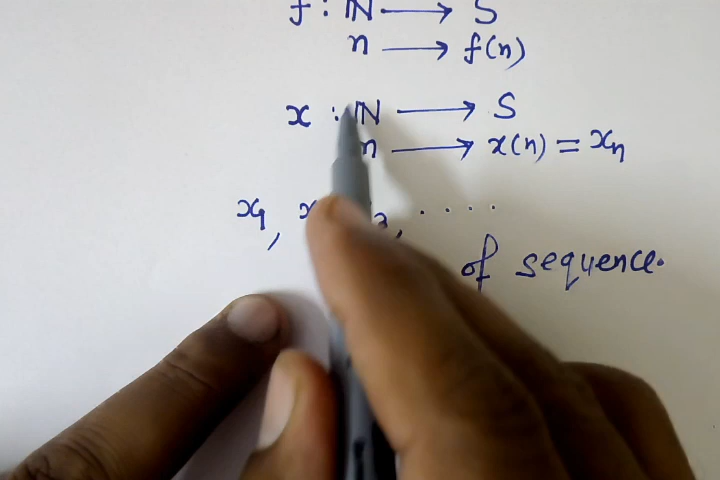 f : ℕ ⟶ S
n ⟶ f(n)
x : ℕ ⟶ S
n ⟶ x(n) = xₙ
x₁, , .....
of sequence.